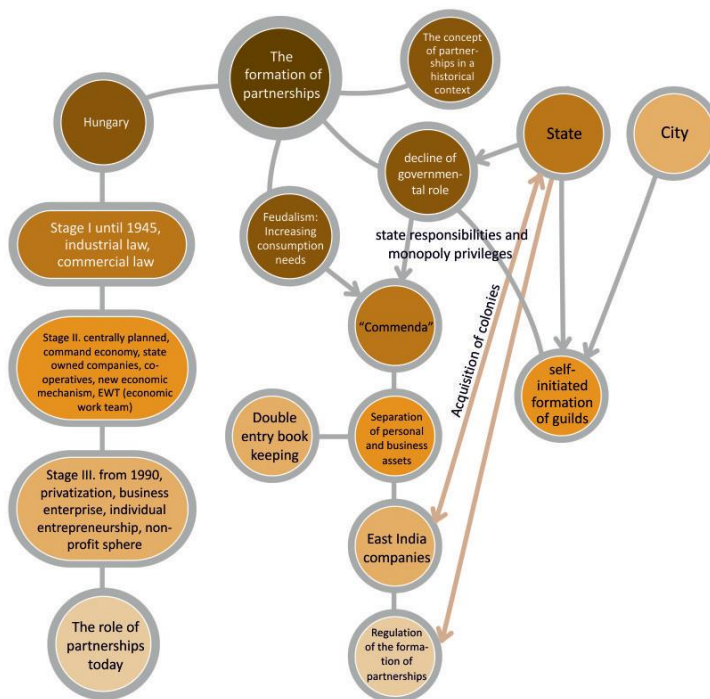 The
formation of
partnerships
The concept
of partner-
ships in a
historical
context
Hungary
State
City
decline of
governmen-
tal role
Feudalism:
Increasing
consumption
needs
Stage I until 1945,
industrial law,
commercial law
state responsibilities and
monopoly privileges
"Commenda"
Acquisition of colonies
Stage II. centrally planned,
command economy, state
owned companies, co-
operatives, new economic
mechanism, EWT (economic
work team)
self-
initiated
formation
of guilds
Double
entry book
keeping
Separation
of personal
and business
assets
Stage III. from 1990,
privatization, business
enterprise, individual
entrepreneurship, non-
profit sphere
East India
companies
The role of
partnerships
today
Regulation
of the forma-
tion of
partnerships